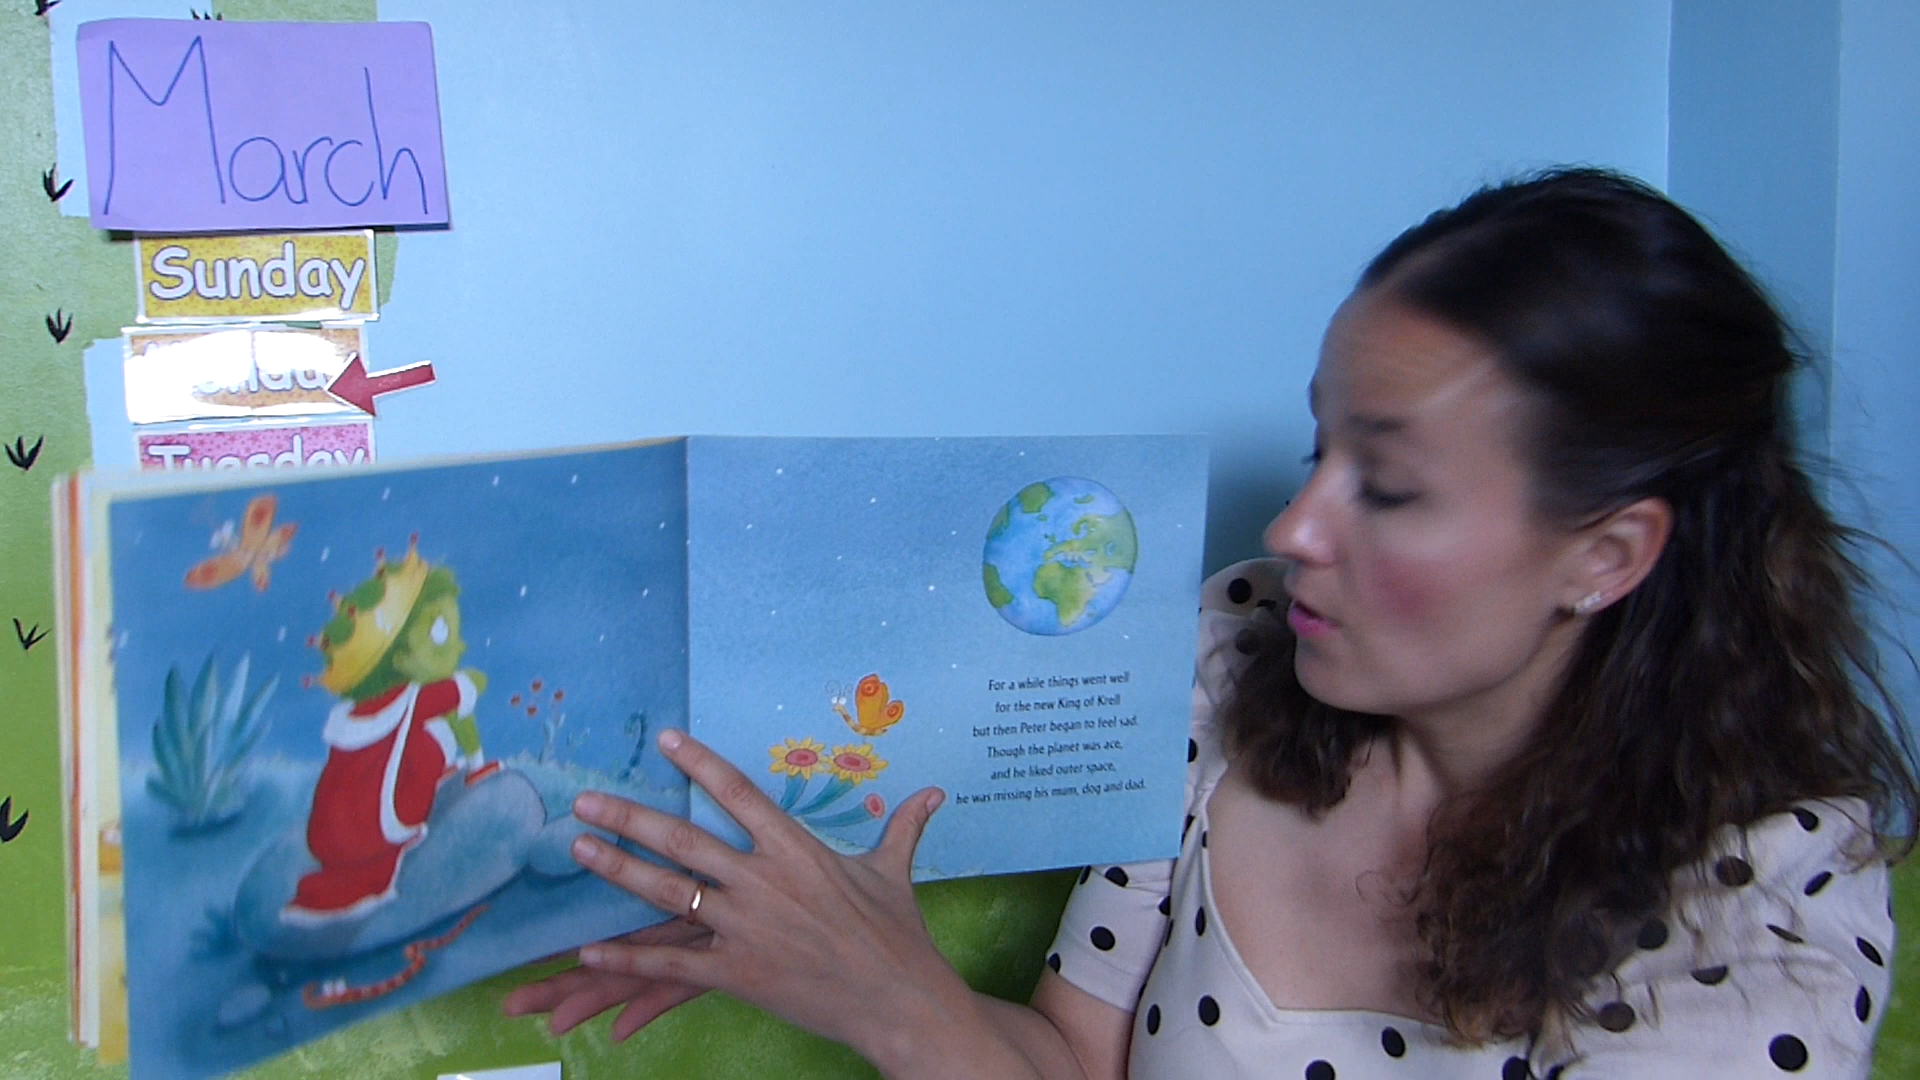 March
Sunday
Monday
Tuesday
For a while things went well
for the new King of Krell
but then Peter began to feel sad.
Though the planet was ace,
and he liked outer space,
he was missing his mum, dog and dad.